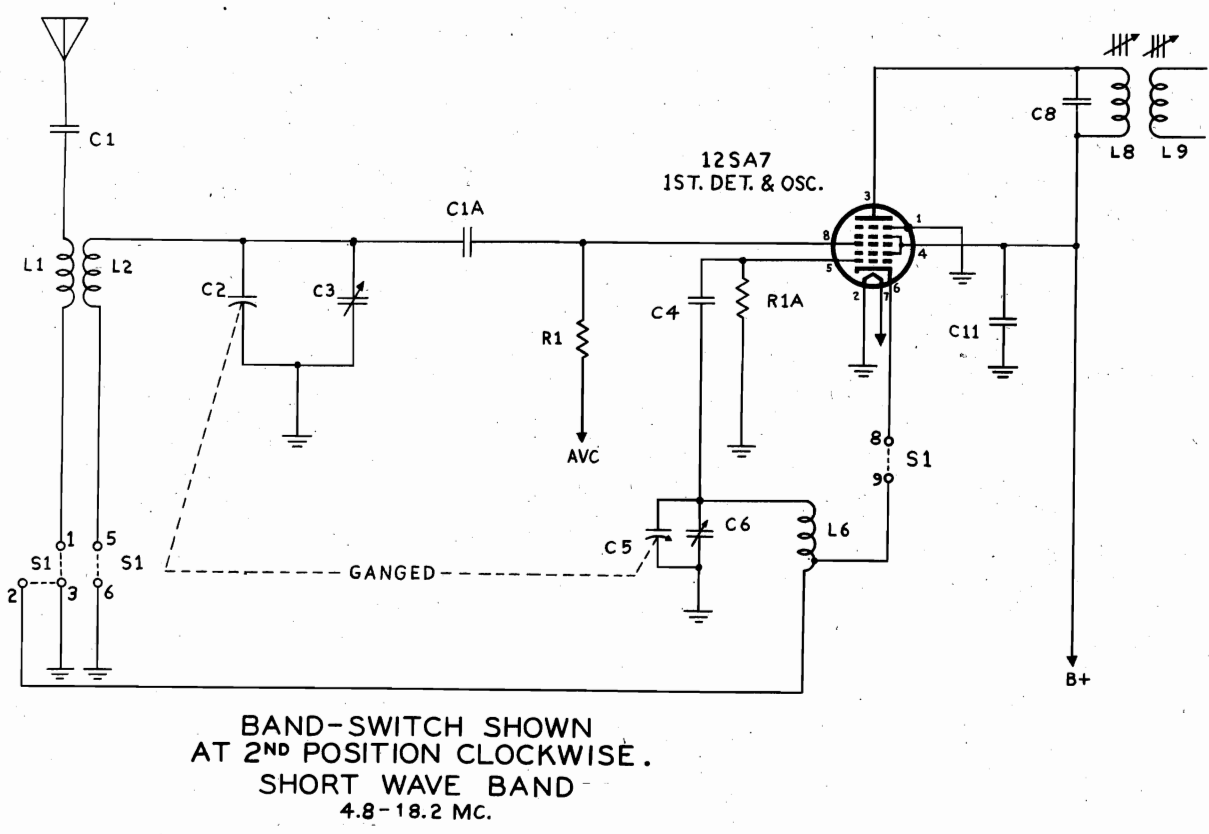 C1
L1
L2
C2
C3
C1A
R1
AVC
12SA7
1ST. DET. & OSC.
3
1
8
4
5
2
7
6
C4
R1A
C8
L8
L9
C11
8
S1
9
C5
C6
L6
1
5
S1
S1
2
3
6
GANGED
B+
BAND-SWITCH SHOWN
AT 2ND POSITION CLOCKWISE.
SHORT WAVE BAND
4.8-18.2 MC.